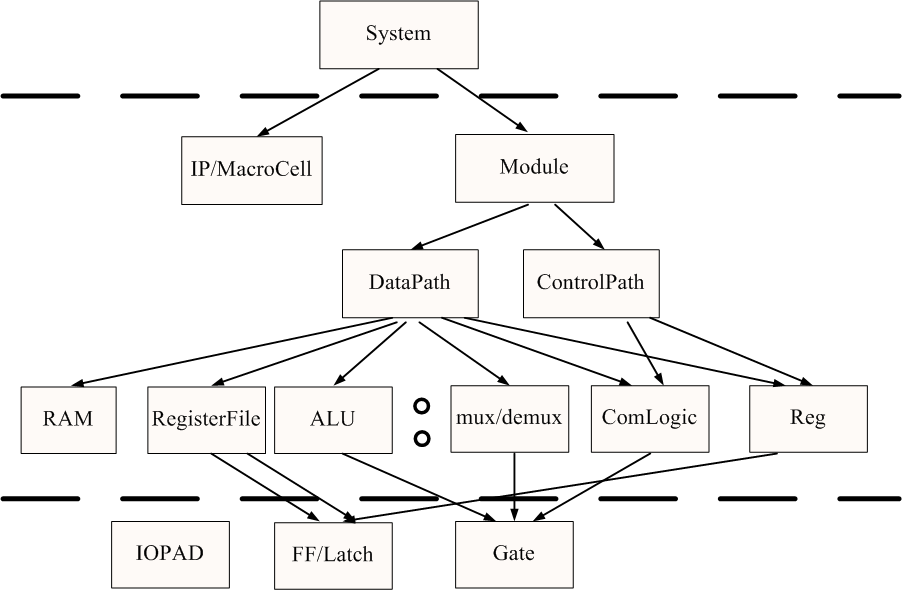 System
IP/MacroCell
Module
DataPath
ControlPath
RAM
RegisterFile
ALU
mux/demux
ComLogic
Reg
IOPAD
FF/Latch
Gate